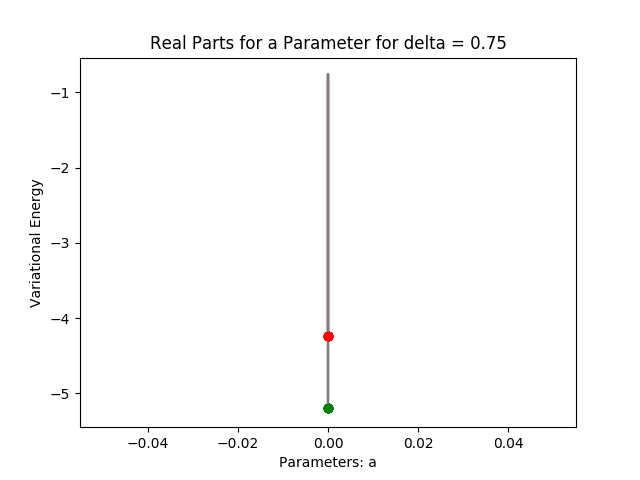 Real Parts for a Parameter for delta = 0.75
Variational Energy
−1
−2
−3
−4
−5
−0.04 −0.02 0.00 0.02 0.04
Parameters: a